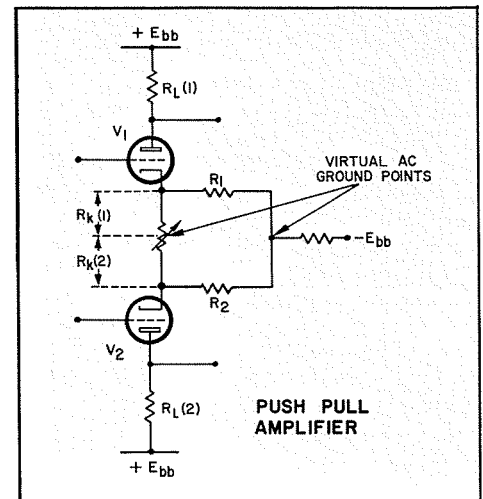 + Ebb
RL(1)
V1
VIRTUAL AC
GROUND POINTS
R1
Rk(1)
Rk(2)
-Ebb
R2
V2
RL(2)
PUSH PULL
AMPLIFIER
+ Ebb